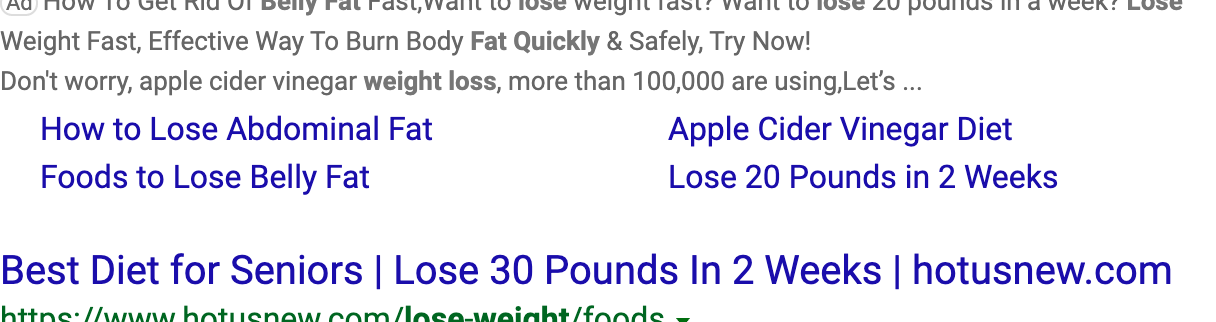 Ad How To Get Rid Of Belly Fat Fast,Want to lose weight fast? Want to lose 20 pounds in a week? Lose
Weight Fast, Effective Way To Burn Body Fat Quickly & Safely, Try Now!
Don't worry, apple cider vinegar weight loss, more than 100,000 are using,Let’s ...
How to Lose Abdominal Fat Apple Cider Vinegar Diet
Foods to Lose Belly Fat Lose 20 Pounds in 2 Weeks
Best Diet for Seniors | Lose 30 Pounds In 2 Weeks | hotusnew.com
https://www.hotusnew.com/lose-weight/foods